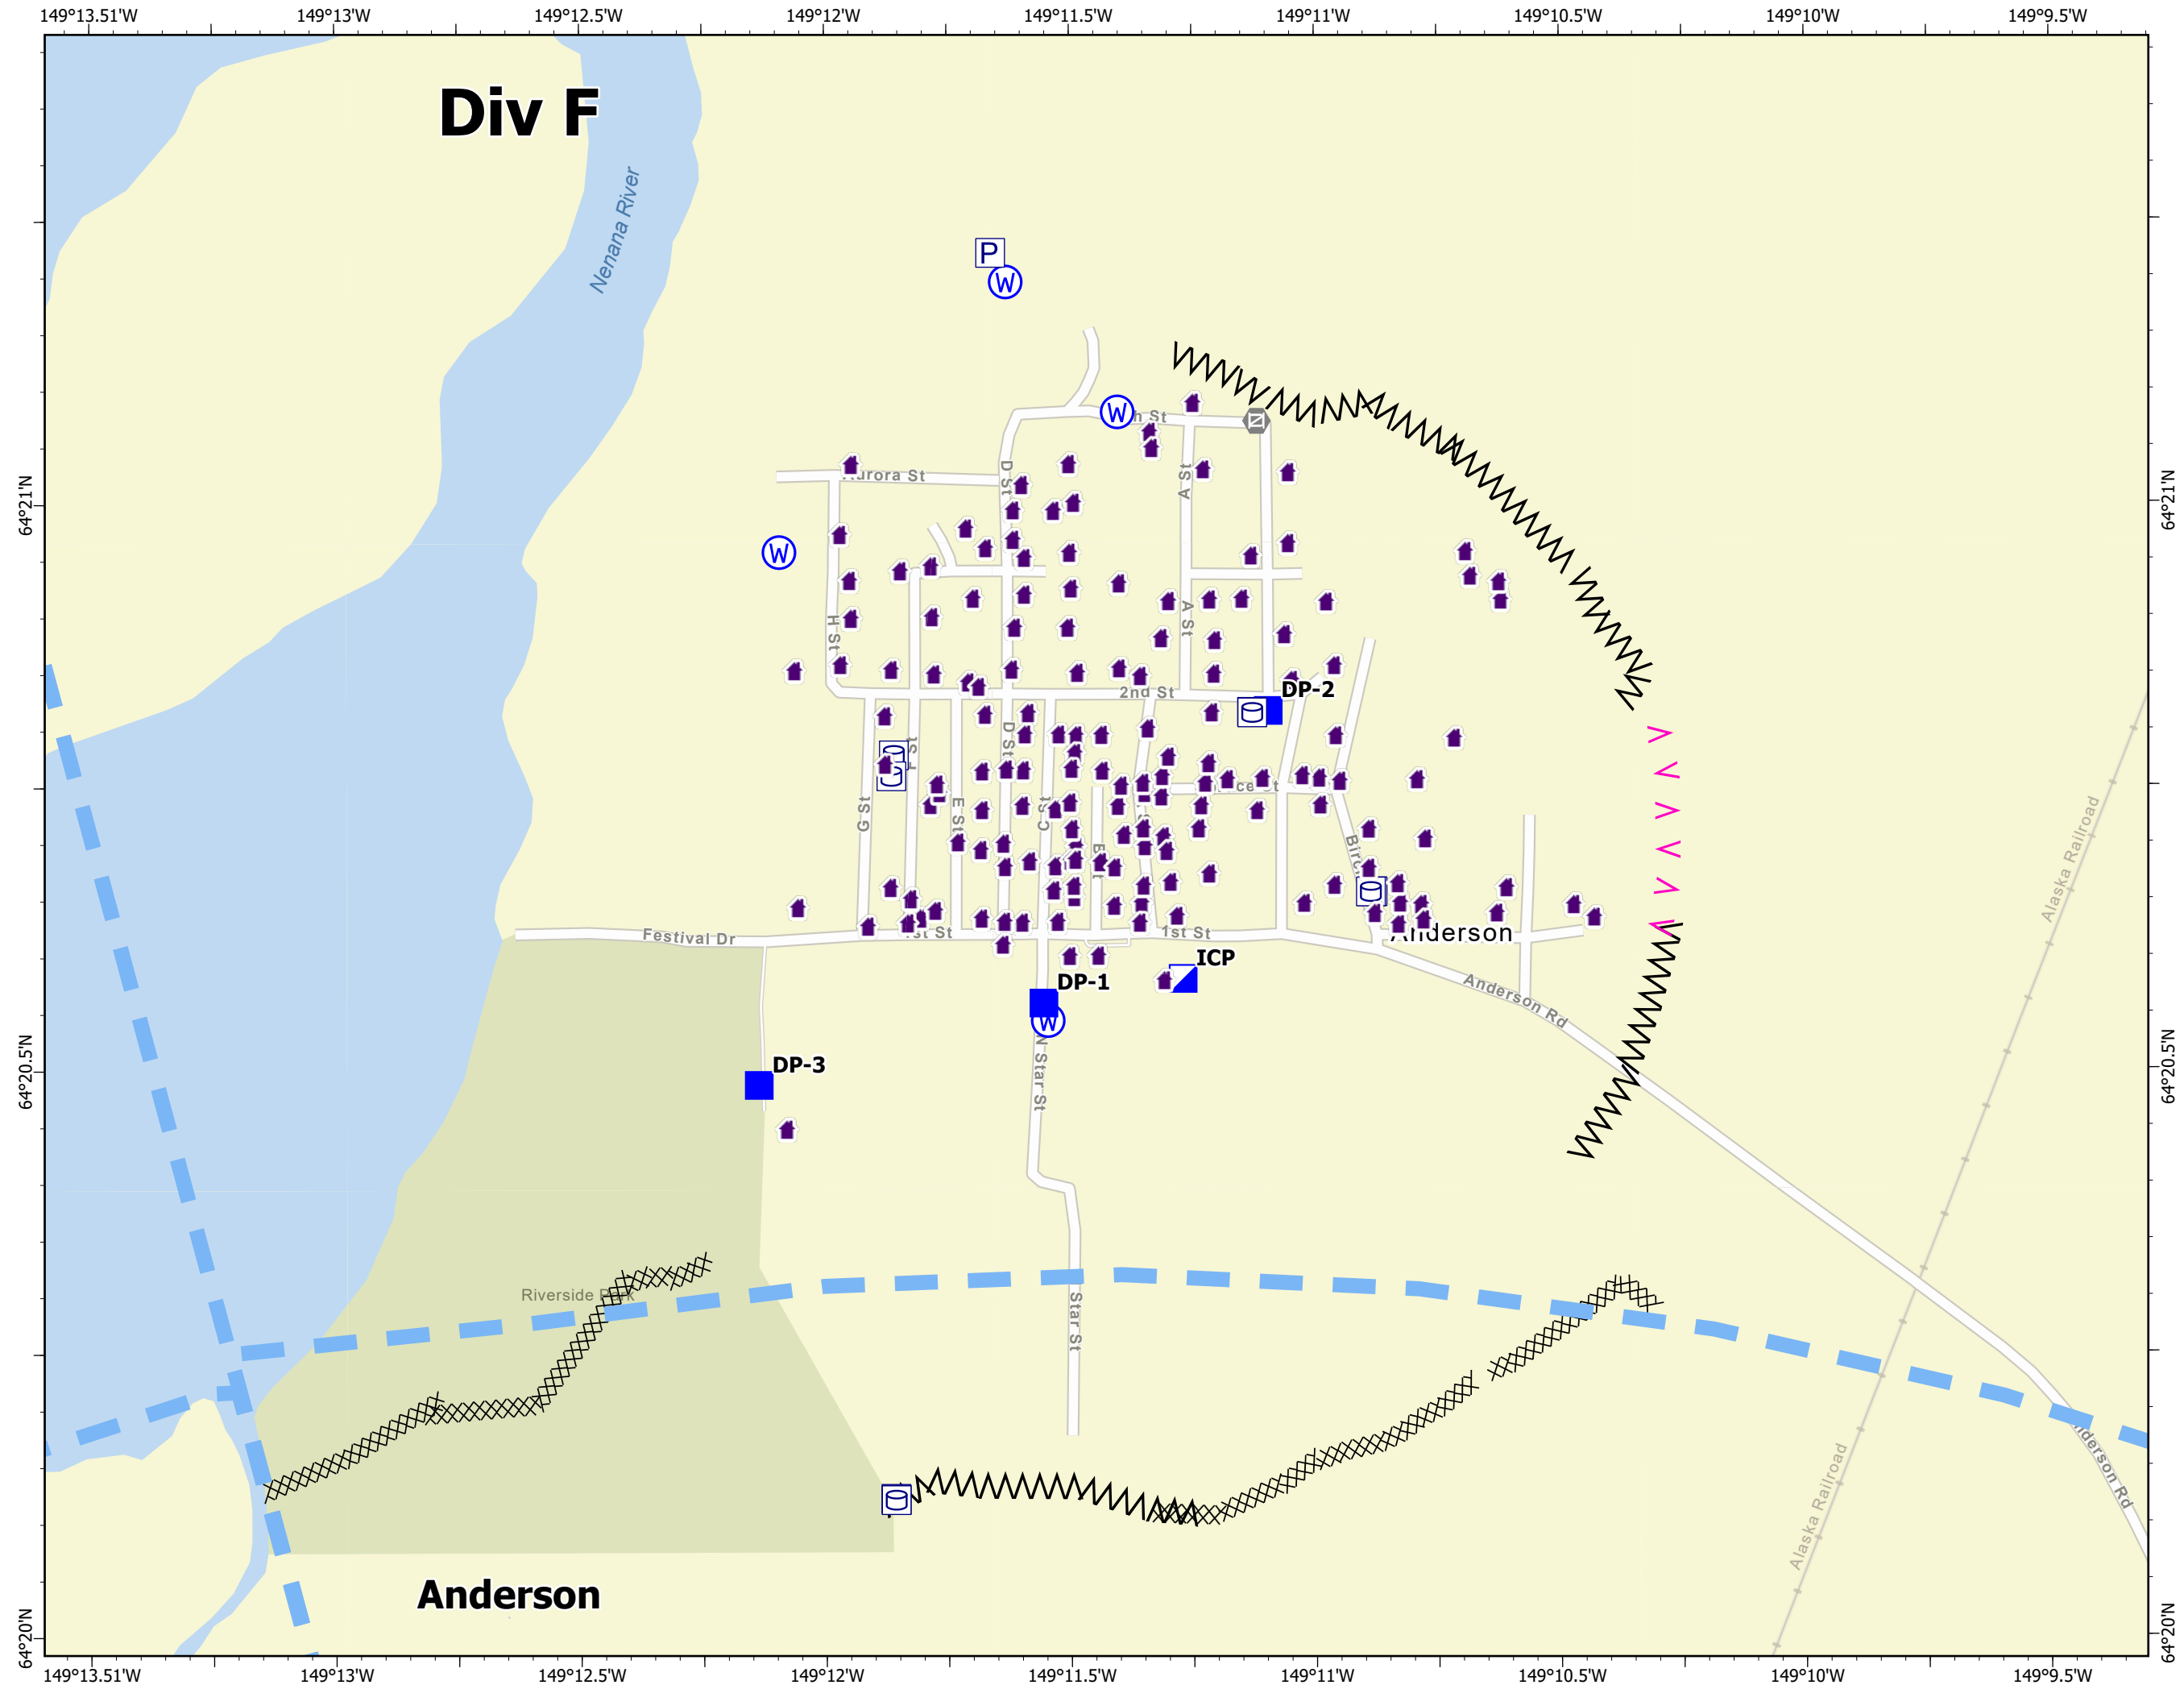 149°13.51'W 149°13'W 149°12.5'W 149°12'W 149°11.5'W 149°11'W 149°10.5'W 149°10'W 149°9.5'W
Div F
Nenana River
P
W
W
n St
D St
A St
urora St
64°21'N
64°21'N
W
H St
A St
2nd St
DP-2
D St
G St
E St
C St
ce St
Alaska Railroad
Festival Dr
1st St
1st St
Anderson
ICP
DP-1
W
Anderson Rd
DP-3
N Star St
64°20.5'N
64°20.5'N
Riverside Park
Star St
Anderson Rd
Alaska Railroad
Anderson
64°20'N
64°20'N
149°13.51'W 149°13'W 149°12.5'W 149°12'W 149°11.5'W 149°11'W 149°10.5'W 149°10'W 149°9.5'W